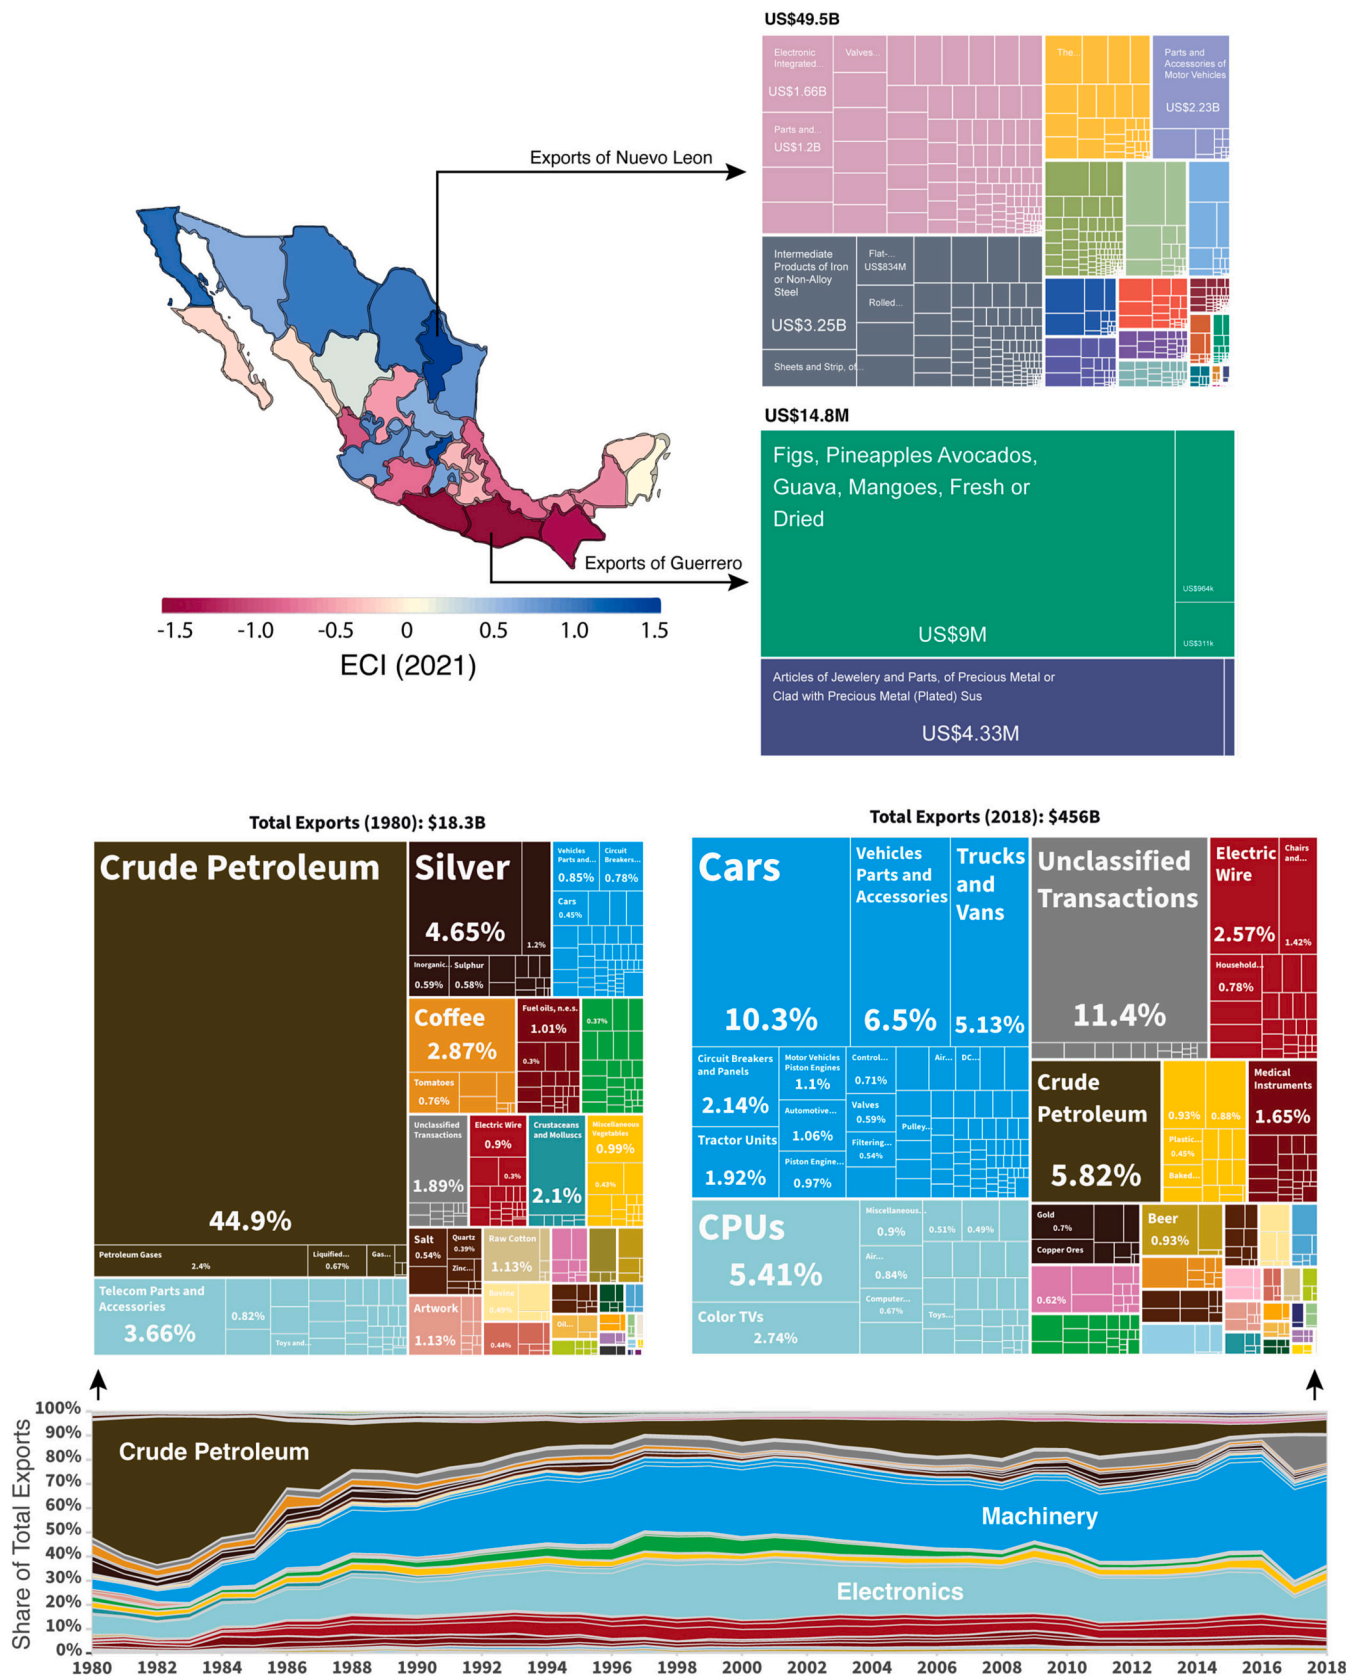 US$49.5B
Electronic
Integrated...
US$1.66B
Valves...
Parts and...
US$1.2B
The...
Parts and
Accessories of
Motor Vehicles
US$2.23B
Exports of Nuevo Leon
Intermediate
Products of Iron
or Non-Alloy
Steel
US$3.25B
Flat-...
US$834M
Rolled...
Sheets and Strip, of...
US$14.8M
Figs, Pineapples Avocados,
Guava, Mangoes, Fresh or
Dried
US$9M
US$964k
US$311k
Exports of Guerrero
Articles of Jewelery and Parts, of Precious Metal or
Clad with Precious Metal (Plated) Sus
US$4.33M
-1.5 -1.0 -0.5 0 0.5 1.0 1.5
ECI (2021)
Total Exports (1980): $18.3B
Crude Petroleum
44.9%
Petroleum Gases
2.4%
Liquified...
0.67%
Gas...
Telecom Parts and
Accessories
3.66%
0.82%
Toys and...
Silver
4.65%
1.2%
Inorganic...
0.59%
Sulphur
0.58%
Vehicles
Parts and...
0.85%
Circuit
Breakers...
0.78%
Cars
0.45%
Coffee
2.87%
Tomatoes
0.76%
Fuel oils, n.e.s.
1.01%
0.3%
0.37%
Unclassified
Transactions
1.89%
Electric Wire
0.9%
0.3%
Crustaceans
and Molluscs
2.1%
Miscellaneous
Vegetables
0.99%
0.43%
Salt
0.54%
Quartz
0.39%
Zinc...
Raw Cotton
1.13%
Artwork
1.13%
Bovine
0.49%
0.44%
Oil...
Total Exports (2018): $456B
Cars
10.3%
Vehicles
Parts and
Accessories
6.5%
Trucks
and
Vans
5.13%
Circuit Breakers
and Panels
2.14%
Tractor Units
1.92%
Motor Vehicles
Piston Engines
1.1%
Automotive...
1.06%
Piston Engine...
0.97%
Control...
0.71%
Valves
0.59%
Filtering...
0.54%
Air...
DC...
Pulley...
CPUs
5.41%
Color TVs
2.74%
Miscellaneous...
0.9%
Air...
0.84%
Computer...
0.67%
0.51%
0.49%
Toys...
Unclassified
Transactions
11.4%
Electric
Wire
2.57%
Chairs
and...
1.42%
Household...
0.78%
Crude
Petroleum
5.82%
0.93%
0.88%
Plastic...
0.45%
Baked...
Medical
Instruments
1.65%
Gold
0.7%
Copper Ores
Beer
0.93%
0.62%
Share of Total Exports
100%
90%
80%
70%
60%
50%
40%
30%
20%
10%
0%
Crude Petroleum
Machinery
Electronics
1980 1982 1984 1986 1988 1990 1992 1994 1996 1998 2000 2002 2004 2006 2008 2010 2012 2014 2016 2018